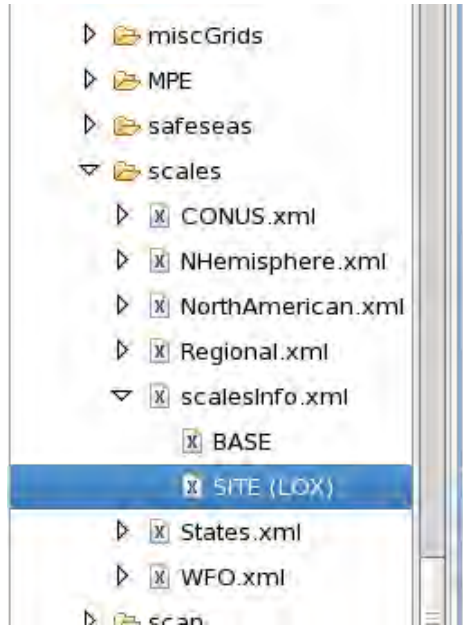 miscGrids
MPE
safeseas
scales
CONUS.xml
NHemisphere.xml
NorthAmerican.xml
Regional.xml
scalesInfo.xml
BASE
SITE (LOX)
States.xml
WFO.xml
scan